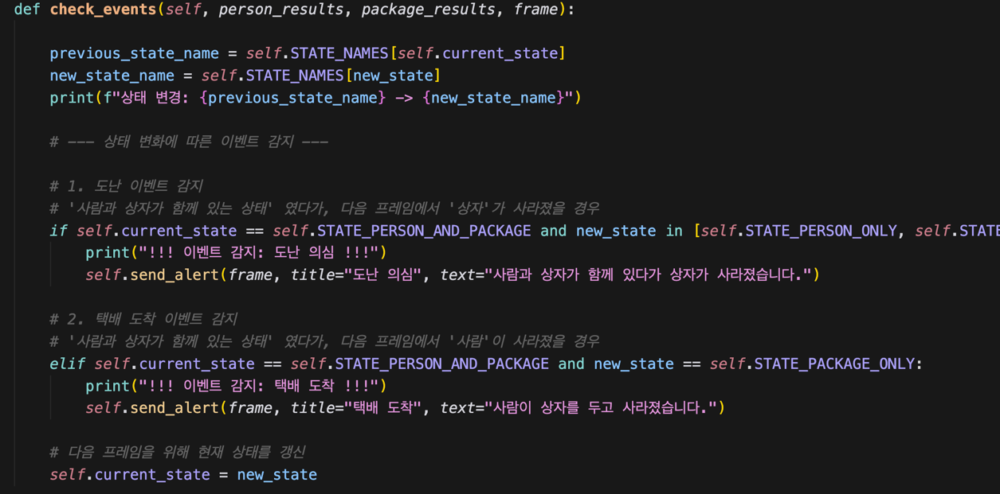 def check_events(self, person_results, package_results, frame):
previous_state_name = self.STATE_NAMES[self.current_state]
new_state_name = self.STATE_NAMES[new_state]
print(f"상태 변경: {previous_state_name} -> {new_state_name}")
# --- 상태 변화에 따른 이벤트 감지 ---
# 1. 도난 이벤트 감지
# '사람과 상자가 함께 있는 상태' 였다가, 다음 프레임에서 '상자'가 사라졌을 경우
if self.current_state == self.STATE_PERSON_AND_PACKAGE and new_state in [self.STATE_PERSON_ONLY, self.STATE
print("!!! 이벤트 감지: 도난 의심 !!!")
self.send_alert(frame, title="도난 의심", text="사람과 상자가 함께 있다가 상자가 사라졌습니다.")
# 2. 택배 도착 이벤트 감지
# '사람과 상자가 함께 있는 상태' 였다가, 다음 프레임에서 '사람'이 사라졌을 경우
elif self.current_state == self.STATE_PERSON_AND_PACKAGE and new_state == self.STATE_PACKAGE_ONLY:
print("!!! 이벤트 감지: 택배 도착 !!!")
self.send_alert(frame, title="택배 도착", text="사람이 상자를 두고 사라졌습니다.")
# 다음 프레임을 위해 현재 상태를 갱신
self.current_state = new_state